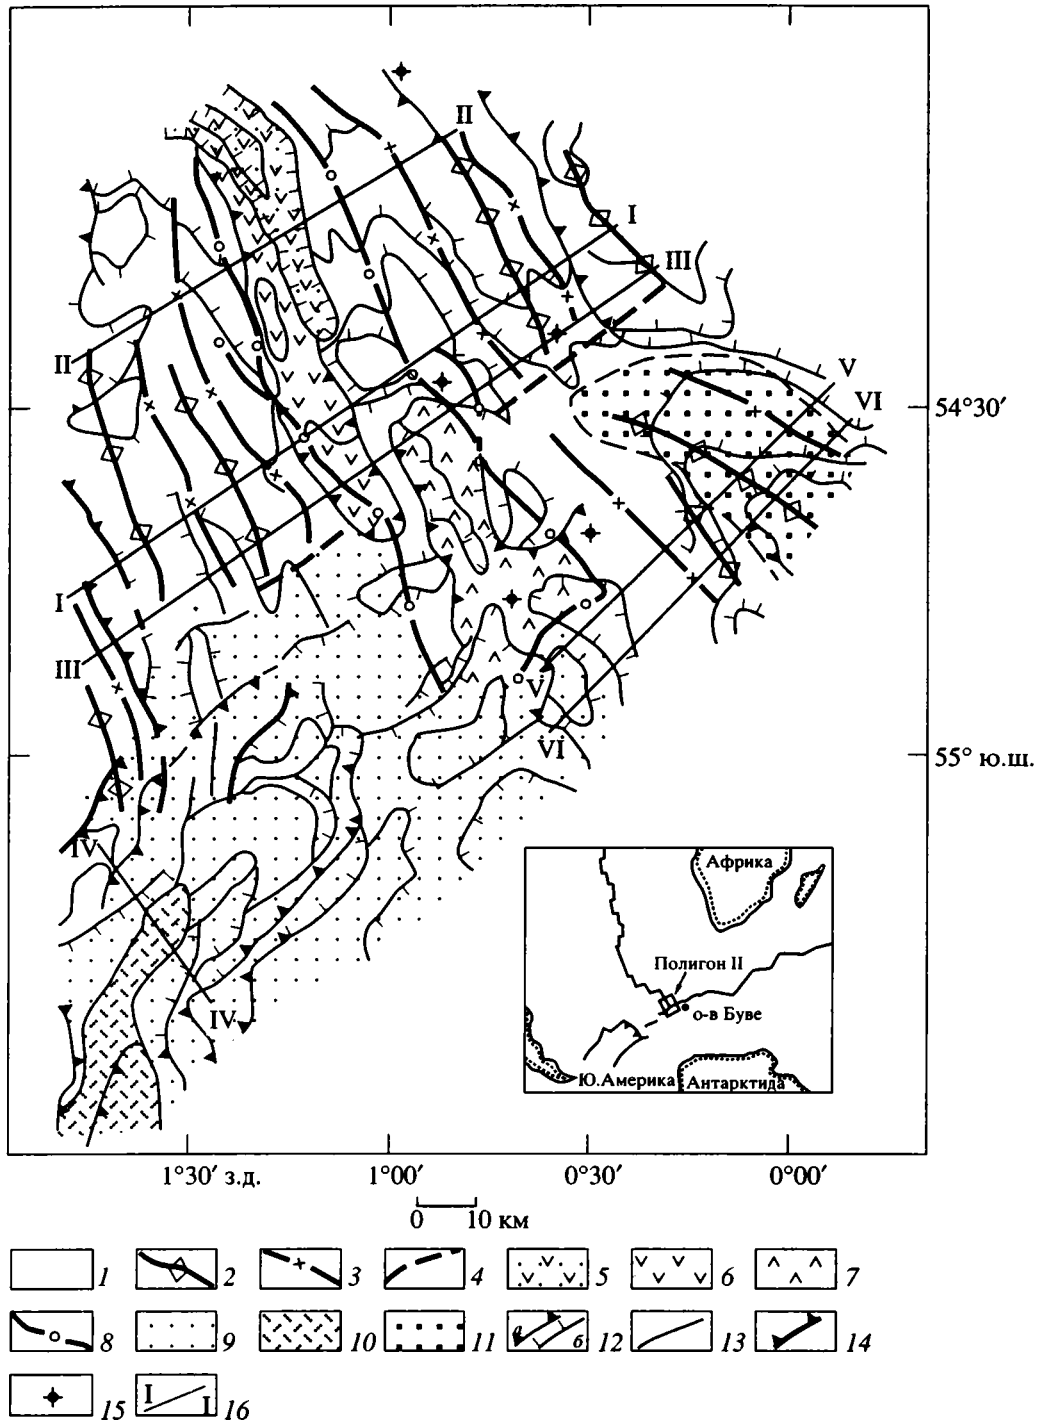 II
I
III
V
VI
54°30′
II
I
III
V
VI
55° ю.ш.
IV
IV
Африка
Полигон II
о-в Буве
Ю.Америка
Антарктида
1°30′ з.д.
1°00′
0°30′
0°00′
0 10 км
1 2 3 4 5 6 7
8 9 10 11 а б 12 13 14
15 I I 16